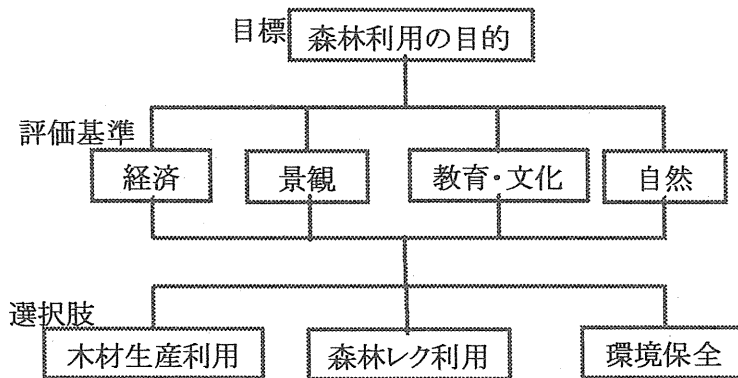 目標
森林利用の目的
評価基準
経済
景観
教育・文化
自然
選択肢
木材生産利用
森林レク利用
環境保全